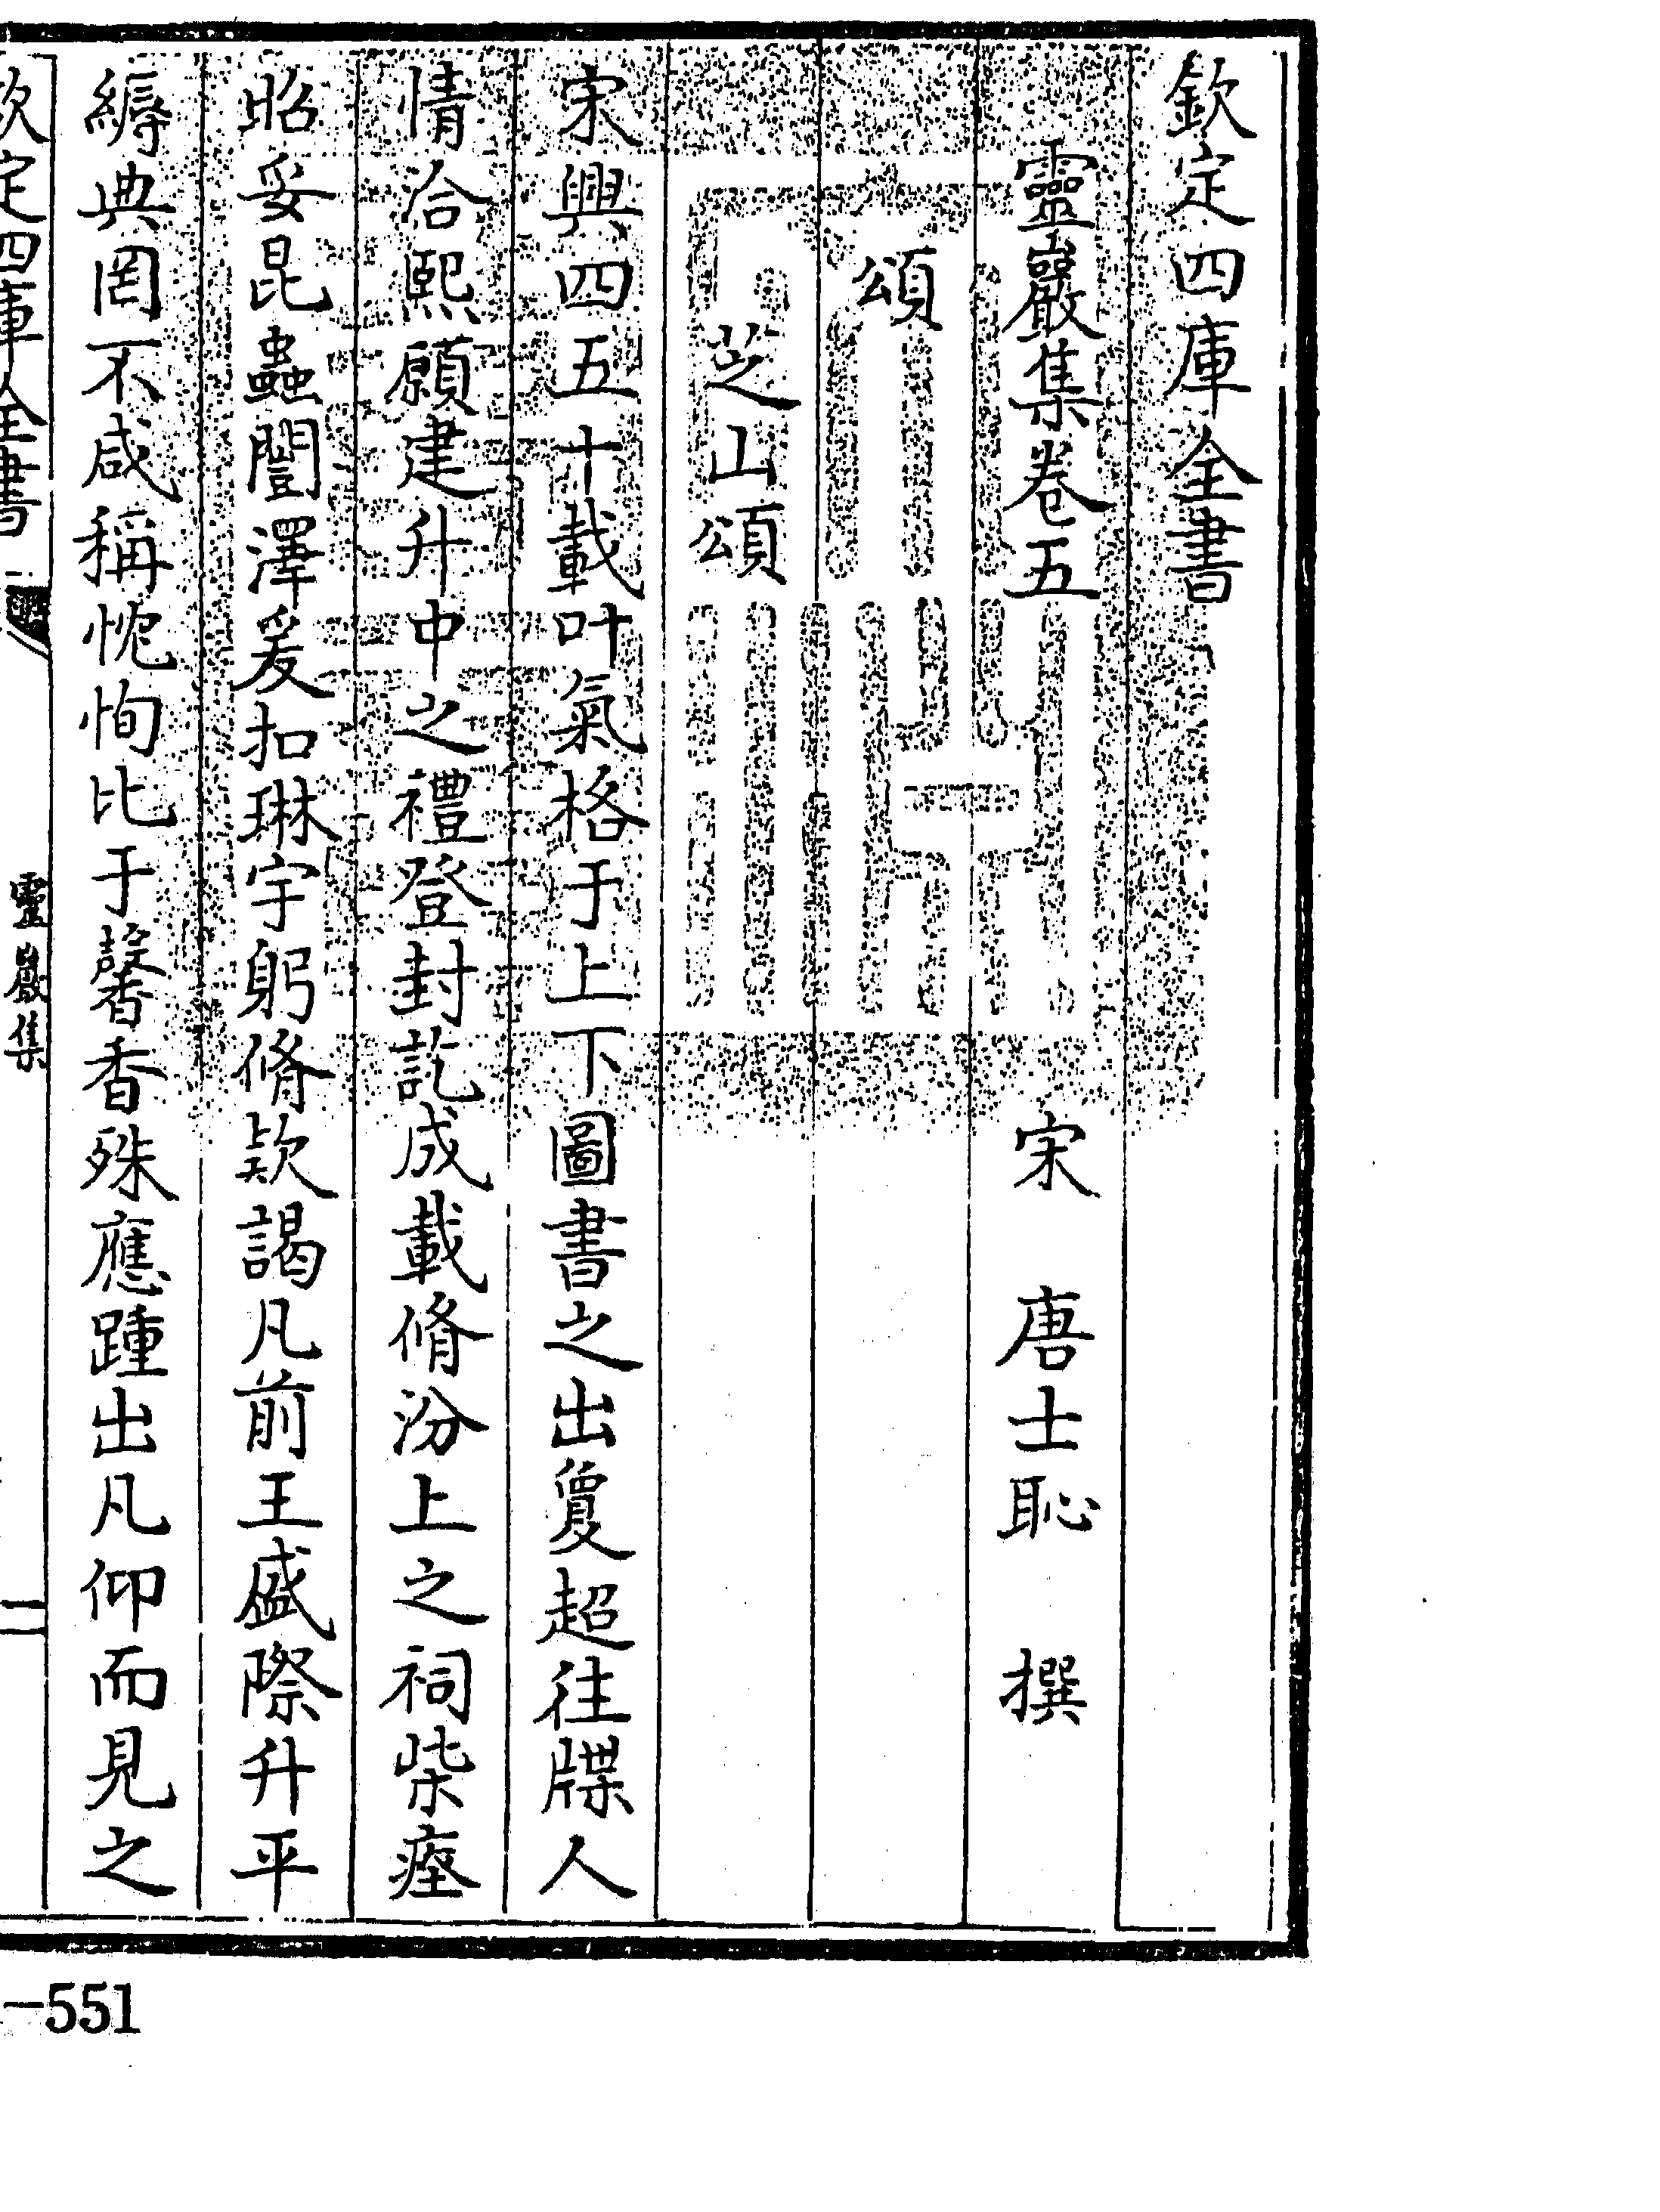 欽定四庫全書
靈巖集卷五
宋　唐士恥　撰
頌
芝山頌
宋興四五十載叶氣格于上下圖書之出夐超往牒人
情洽熙願建升中之禮登封訖成載脩汾上之祠柴瘞
昭妥昆蟲闓澤爰扣琳宇躬脩款謁凡前王盛際升平
縟典罔不咸稱忱恂比于馨香殊應踵出凡仰而見之
欽定四庫全書
靈巖集
一
-551